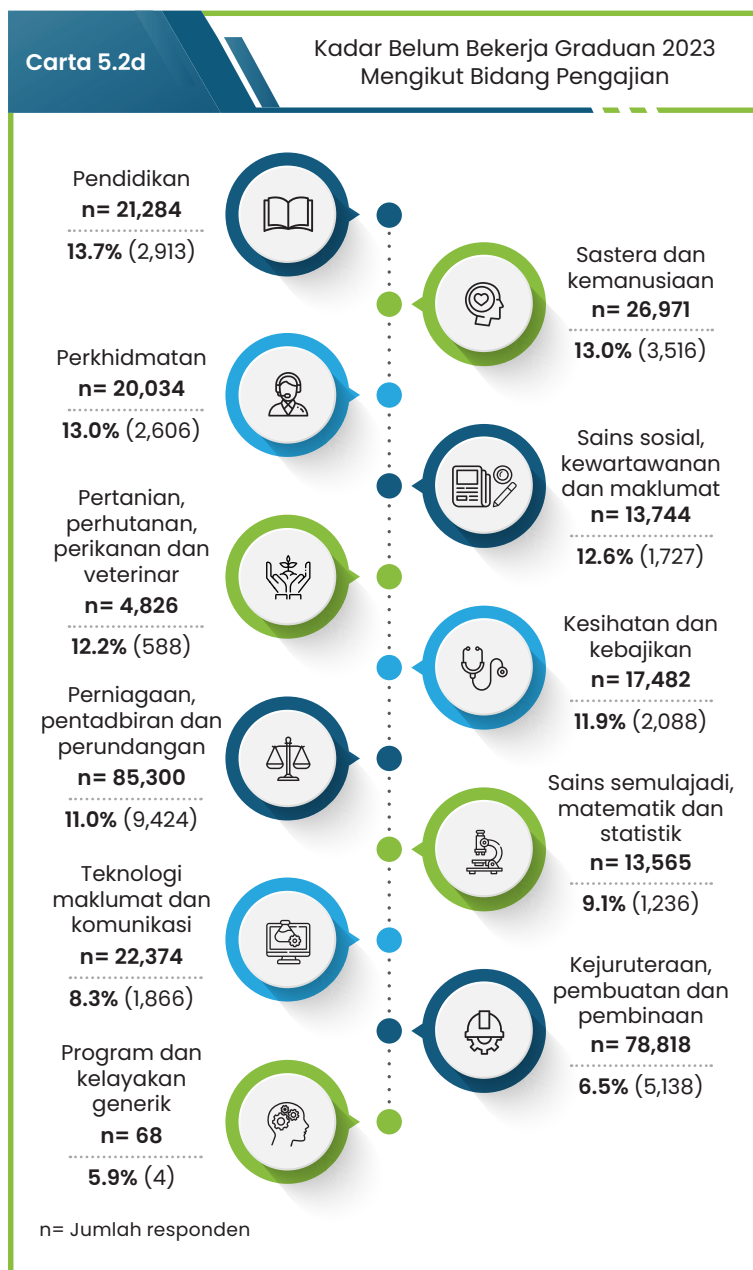 Carta 5.2d
Kadar Belum Bekerja Graduan 2023
Mengikut Bidang Pengajian
Pendidikan
n= 21,284
13.7% (2,913)
Sastera dan
kemanusiaan
n= 26,971
13.0% (3,516)
Perkhidmatan
n= 20,034
13.0% (2,606)
Sains sosial,
kewartawanan
dan maklumat
n= 13,744
12.6% (1,727)
Pertanian,
perhutanan,
perikanan dan
veterinar
n= 4,826
12.2% (588)
Kesihatan dan
kebajikan
n= 17,482
11.9% (2,088)
Perniagaan,
pentadbiran dan
perundangan
n= 85,300
11.0% (9,424)
Sains semulajadi,
matematik dan
statistik
n= 13,565
9.1% (1,236)
Teknologi
maklumat dan
komunikasi
n= 22,374
8.3% (1,866)
Kejuruteraan,
pembuatan dan
pembinaan
n= 78,818
6.5% (5,138)
Program dan
kelayakan
generik
n= 68
5.9% (4)
n= Jumlah responden